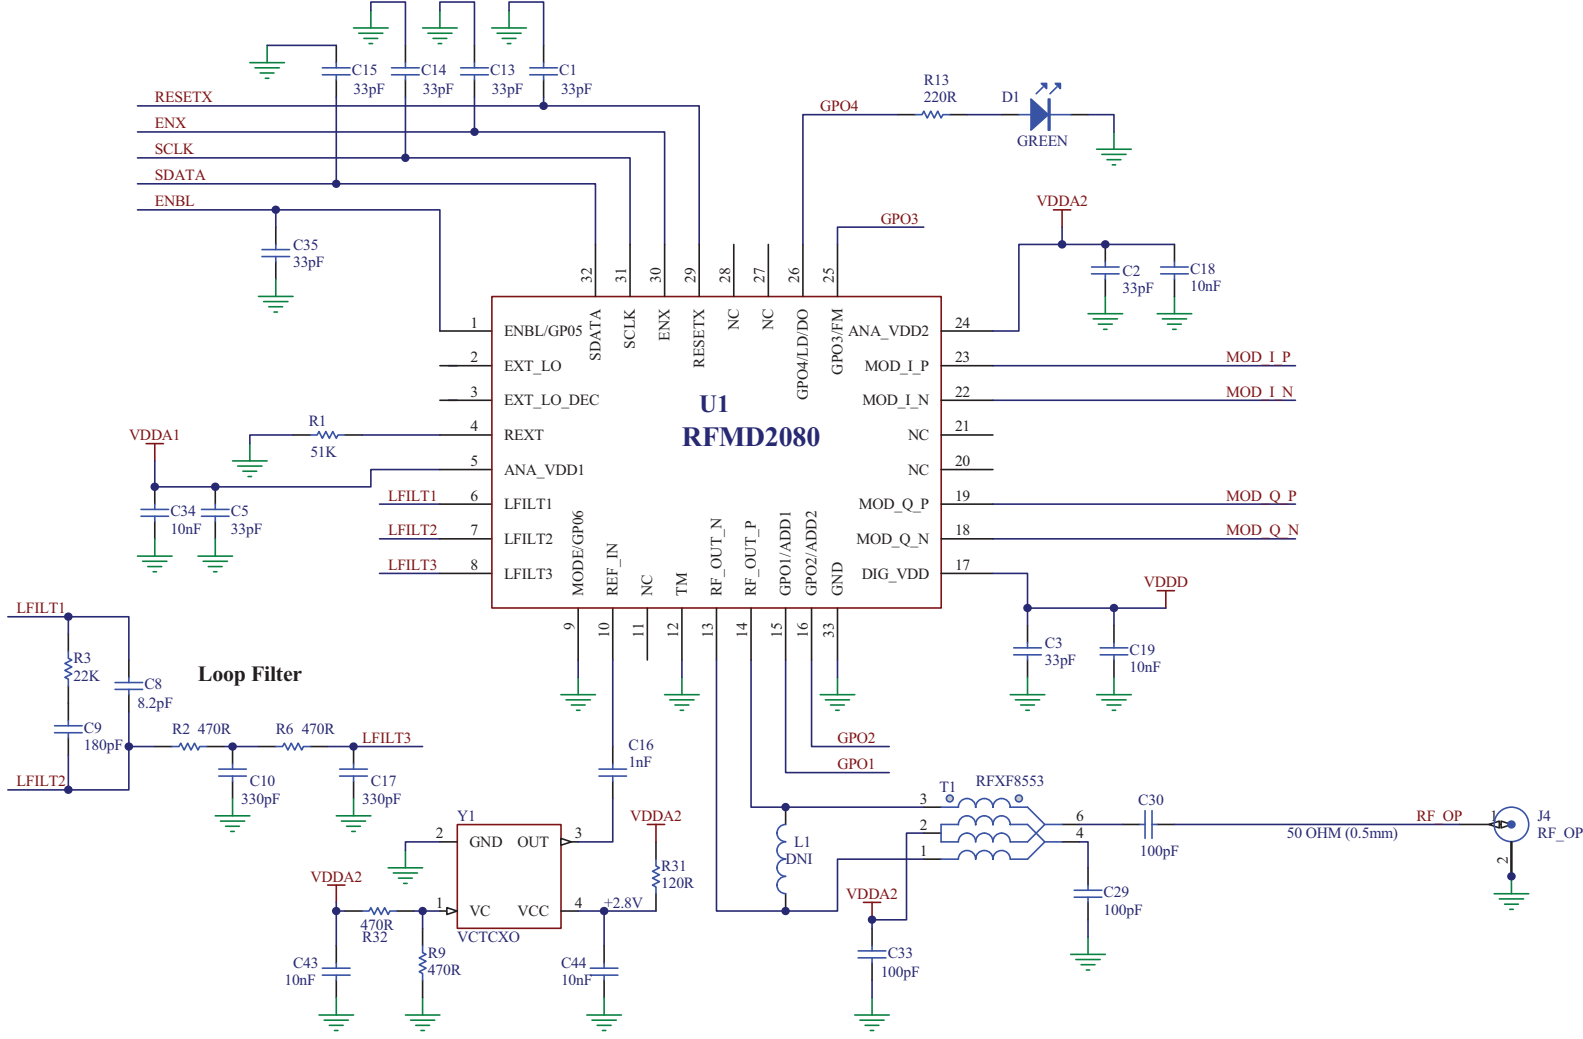 C15
33pF
C14
33pF
C13
33pF
C1
33pF
RESETX
ENX
SCLK
SDATA
ENBL
C35
33pF
GPO4
R13
220R
D1
GREEN
GPO3
VDDA2
C2
33pF
C18
10nF
32
31
30
29
28
27
26
25
SDATA
SCLK
ENX
RESETX
NC
NC
GPO4/LD/DO
GPO3/FM
1
ENBL/GP05
2
EXT_LO
3
EXT_LO_DEC
4
REXT
5
ANA_VDD1
6
LFILT1
7
LFILT2
8
LFILT3
U1
RFMD2080
ANA_VDD2
24
MOD_I_P
23
MOD_I_P
MOD_I_N
22
MOD_I_N
NC
21
NC
20
MOD_Q_P
19
MOD_Q_P
MOD_Q_N
18
MOD_Q_N
DIG_VDD
17
VDDD
C3
33pF
C19
10nF
R1
51K
VDDA1
C34
10nF
C5
33pF
LFILT1
LFILT2
LFILT3
MODE/GP06
REF_IN
NC
TM
RF_OUT_N
RF_OUT_P
GPO1/ADD1
GPO2/ADD2
GND
9
10
11
12
13
14
15
16
33
LFILT1
R3
22K
C8
8.2pF
C9
180pF
LFILT2
Loop Filter
R2 470R
R6 470R
LFILT3
C10
330pF
C17
330pF
C16
1nF
GPO2
GPO1
Y1
2
GND
OUT
3
1
VC
VCC
4
VCTCXO
VDDA2
R31
120R
+2.8V
VDDA2
470R
R32
C43
10nF
R9
470R
C44
10nF
L1
DNI
VDDA2
C33
100pF
T1
RFXF8553
3
2
1
6
4
C30
100pF
C29
100pF
RF_OP
50 OHM (0.5mm)
1
2
J4
RF_OP